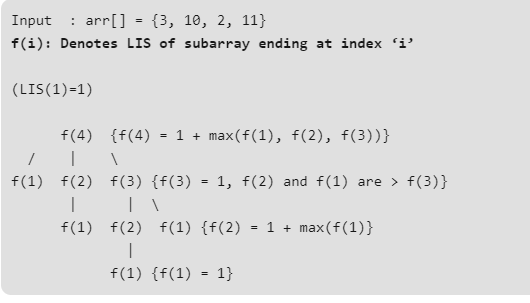 Input  : arr[] = {3, 10, 2, 11}
f(i): Denotes LIS of subarray ending at index ‘i’
(LIS(1)=1)
      f(4)  {f(4) = 1 + max(f(1), f(2), f(3))}
  /    |    \
f(1)  f(2)  f(3) {f(3) = 1, f(2) and f(1) are > f(3)}
       |      |  \
      f(1)  f(2)  f(1) {f(2) = 1 + max(f(1)}
              |
            f(1) {f(1) = 1}